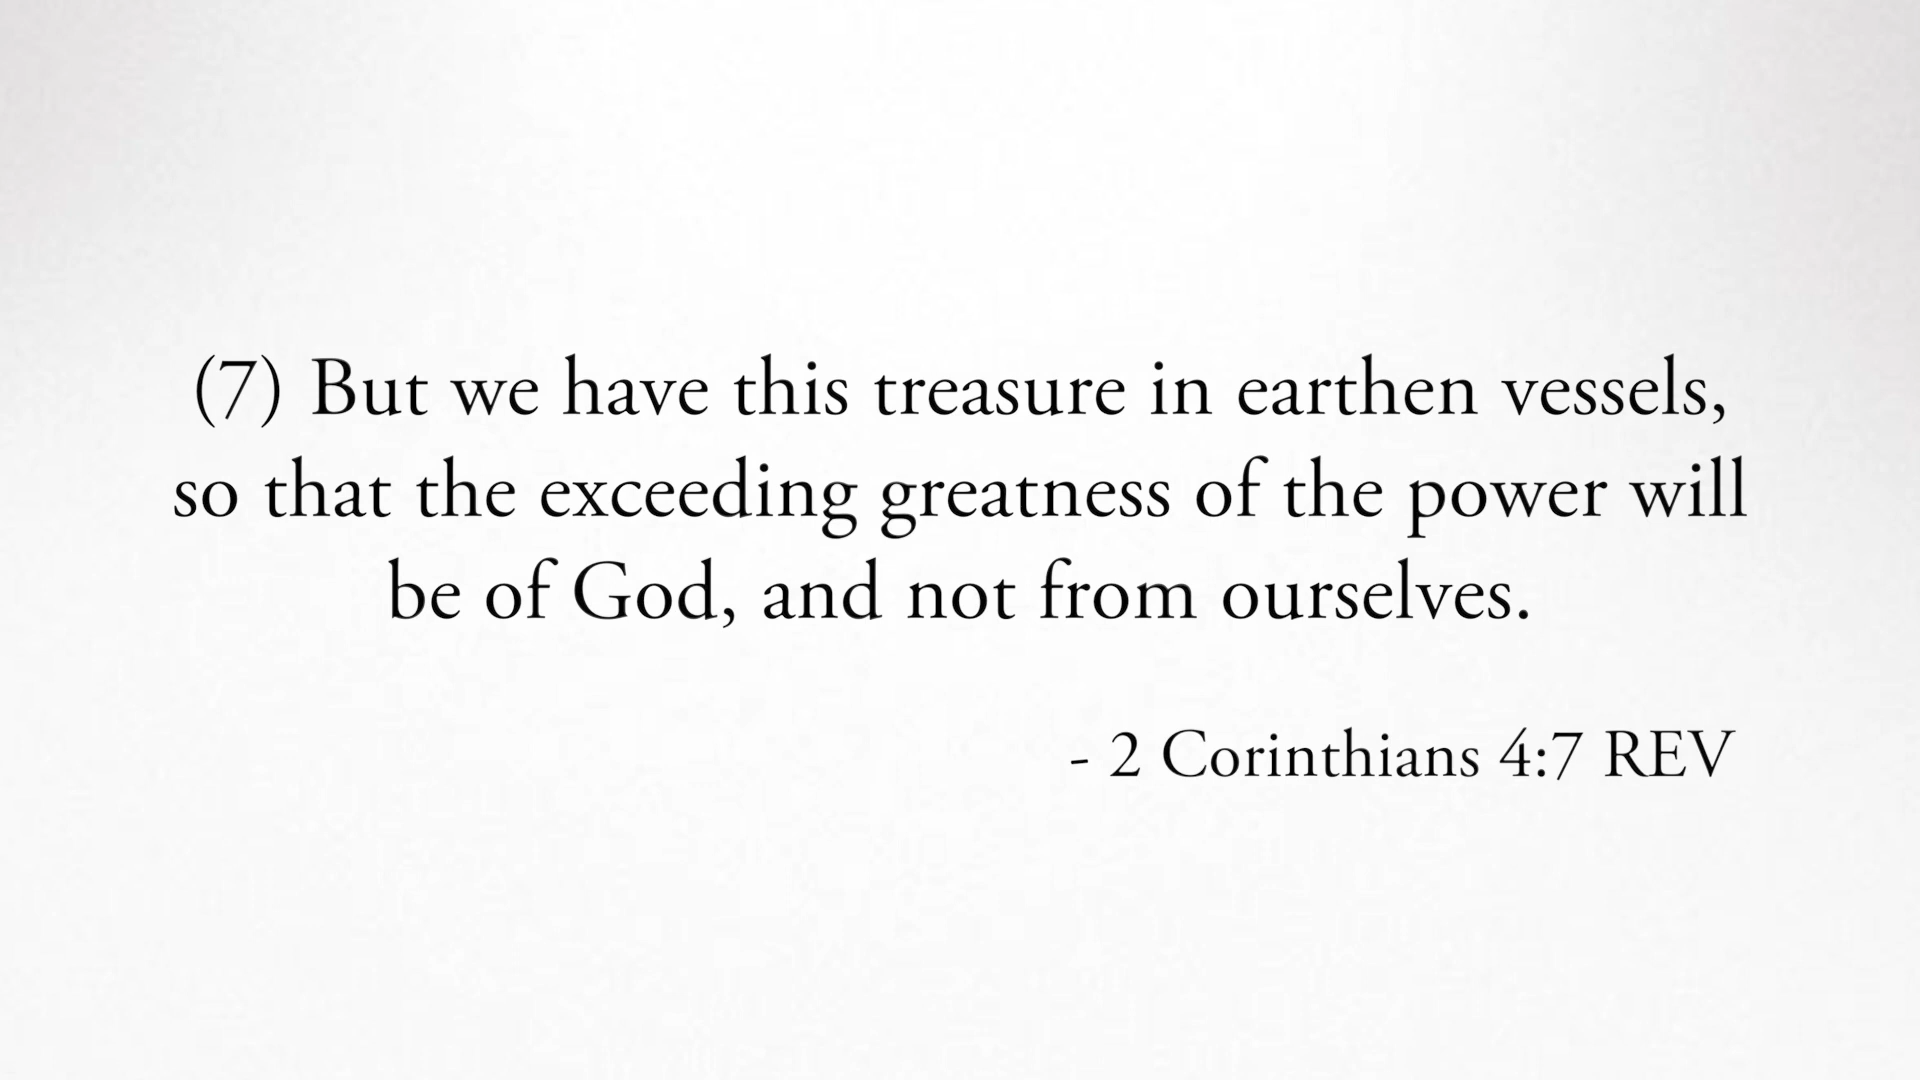 (7) But we have this treasure in earthen vessels,
so that the exceeding greatness of the power will
be of God, and not from ourselves.
- 2 Corinthians 4:7 REV